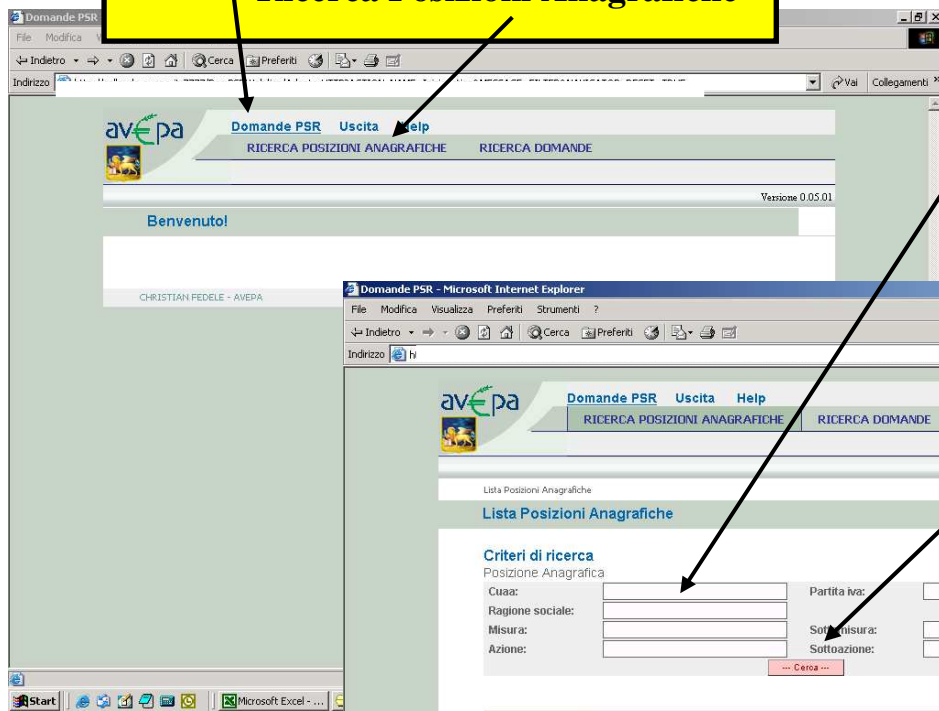 Ricerca Posizioni Anagrafiche
Domande PSR
File Modifica
Indietro Cerca Preferiti
Indirizzo Vai Collegamenti »
avepa
Domande PSR Uscita Help
RICERCA POSIZIONI ANAGRAFICHE RICERCA DOMANDE
Versione 0.05.01
Benvenuto!
CHRISTIAN FEDELE - AVEPA
Domande PSR - Microsoft Internet Explorer
File Modifica Visualizza Preferiti Strumenti ?
Indietro Cerca Preferiti
Indirizzo
avepa
Domande PSR Uscita Help
RICERCA POSIZIONI ANAGRAFICHE RICERCA DOMANDE
Lista Posizioni Anagrafiche
Lista Posizioni Anagrafiche
Criteri di ricerca
Posizione Anagrafica
Cuaa: Partita iva:
Ragione sociale:
Misura: Sottomisura:
Azione: Sottoazione:
--- Cerca ---
Start Microsoft Excel - ...